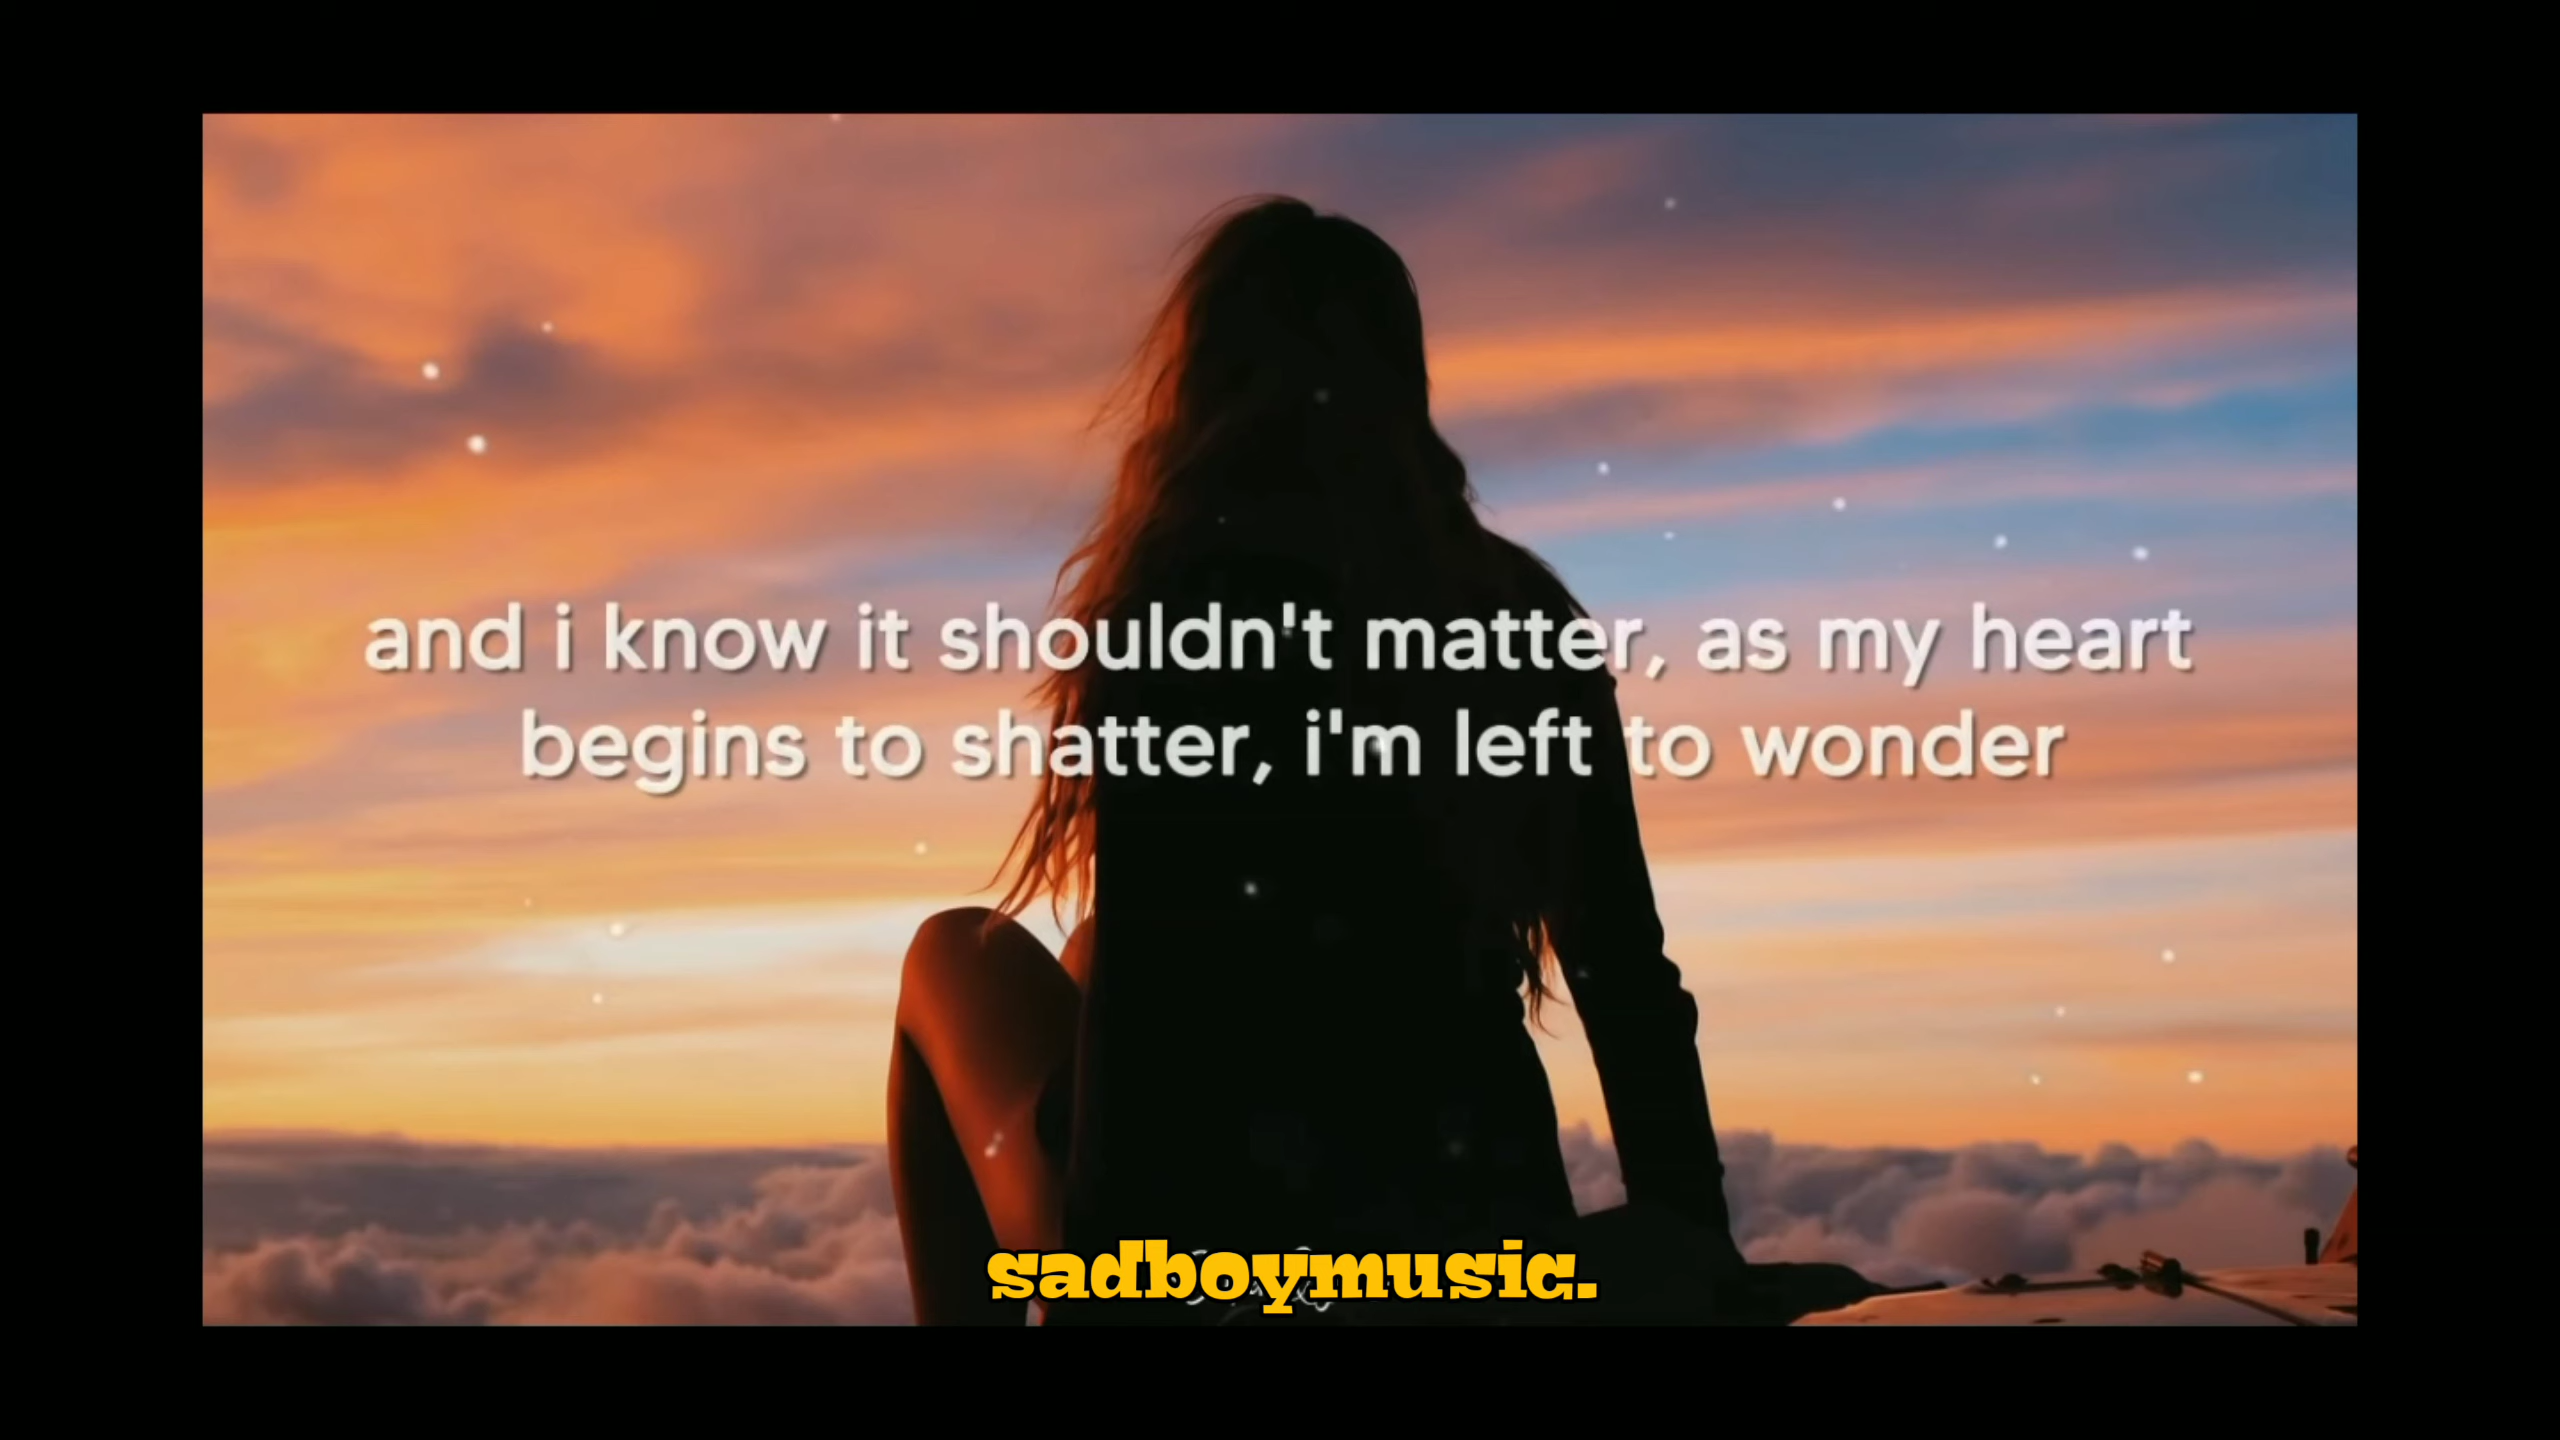 and i know it shouldn't matter, as my heart
begins to shatter, i'm left to wonder
sadboymusic.